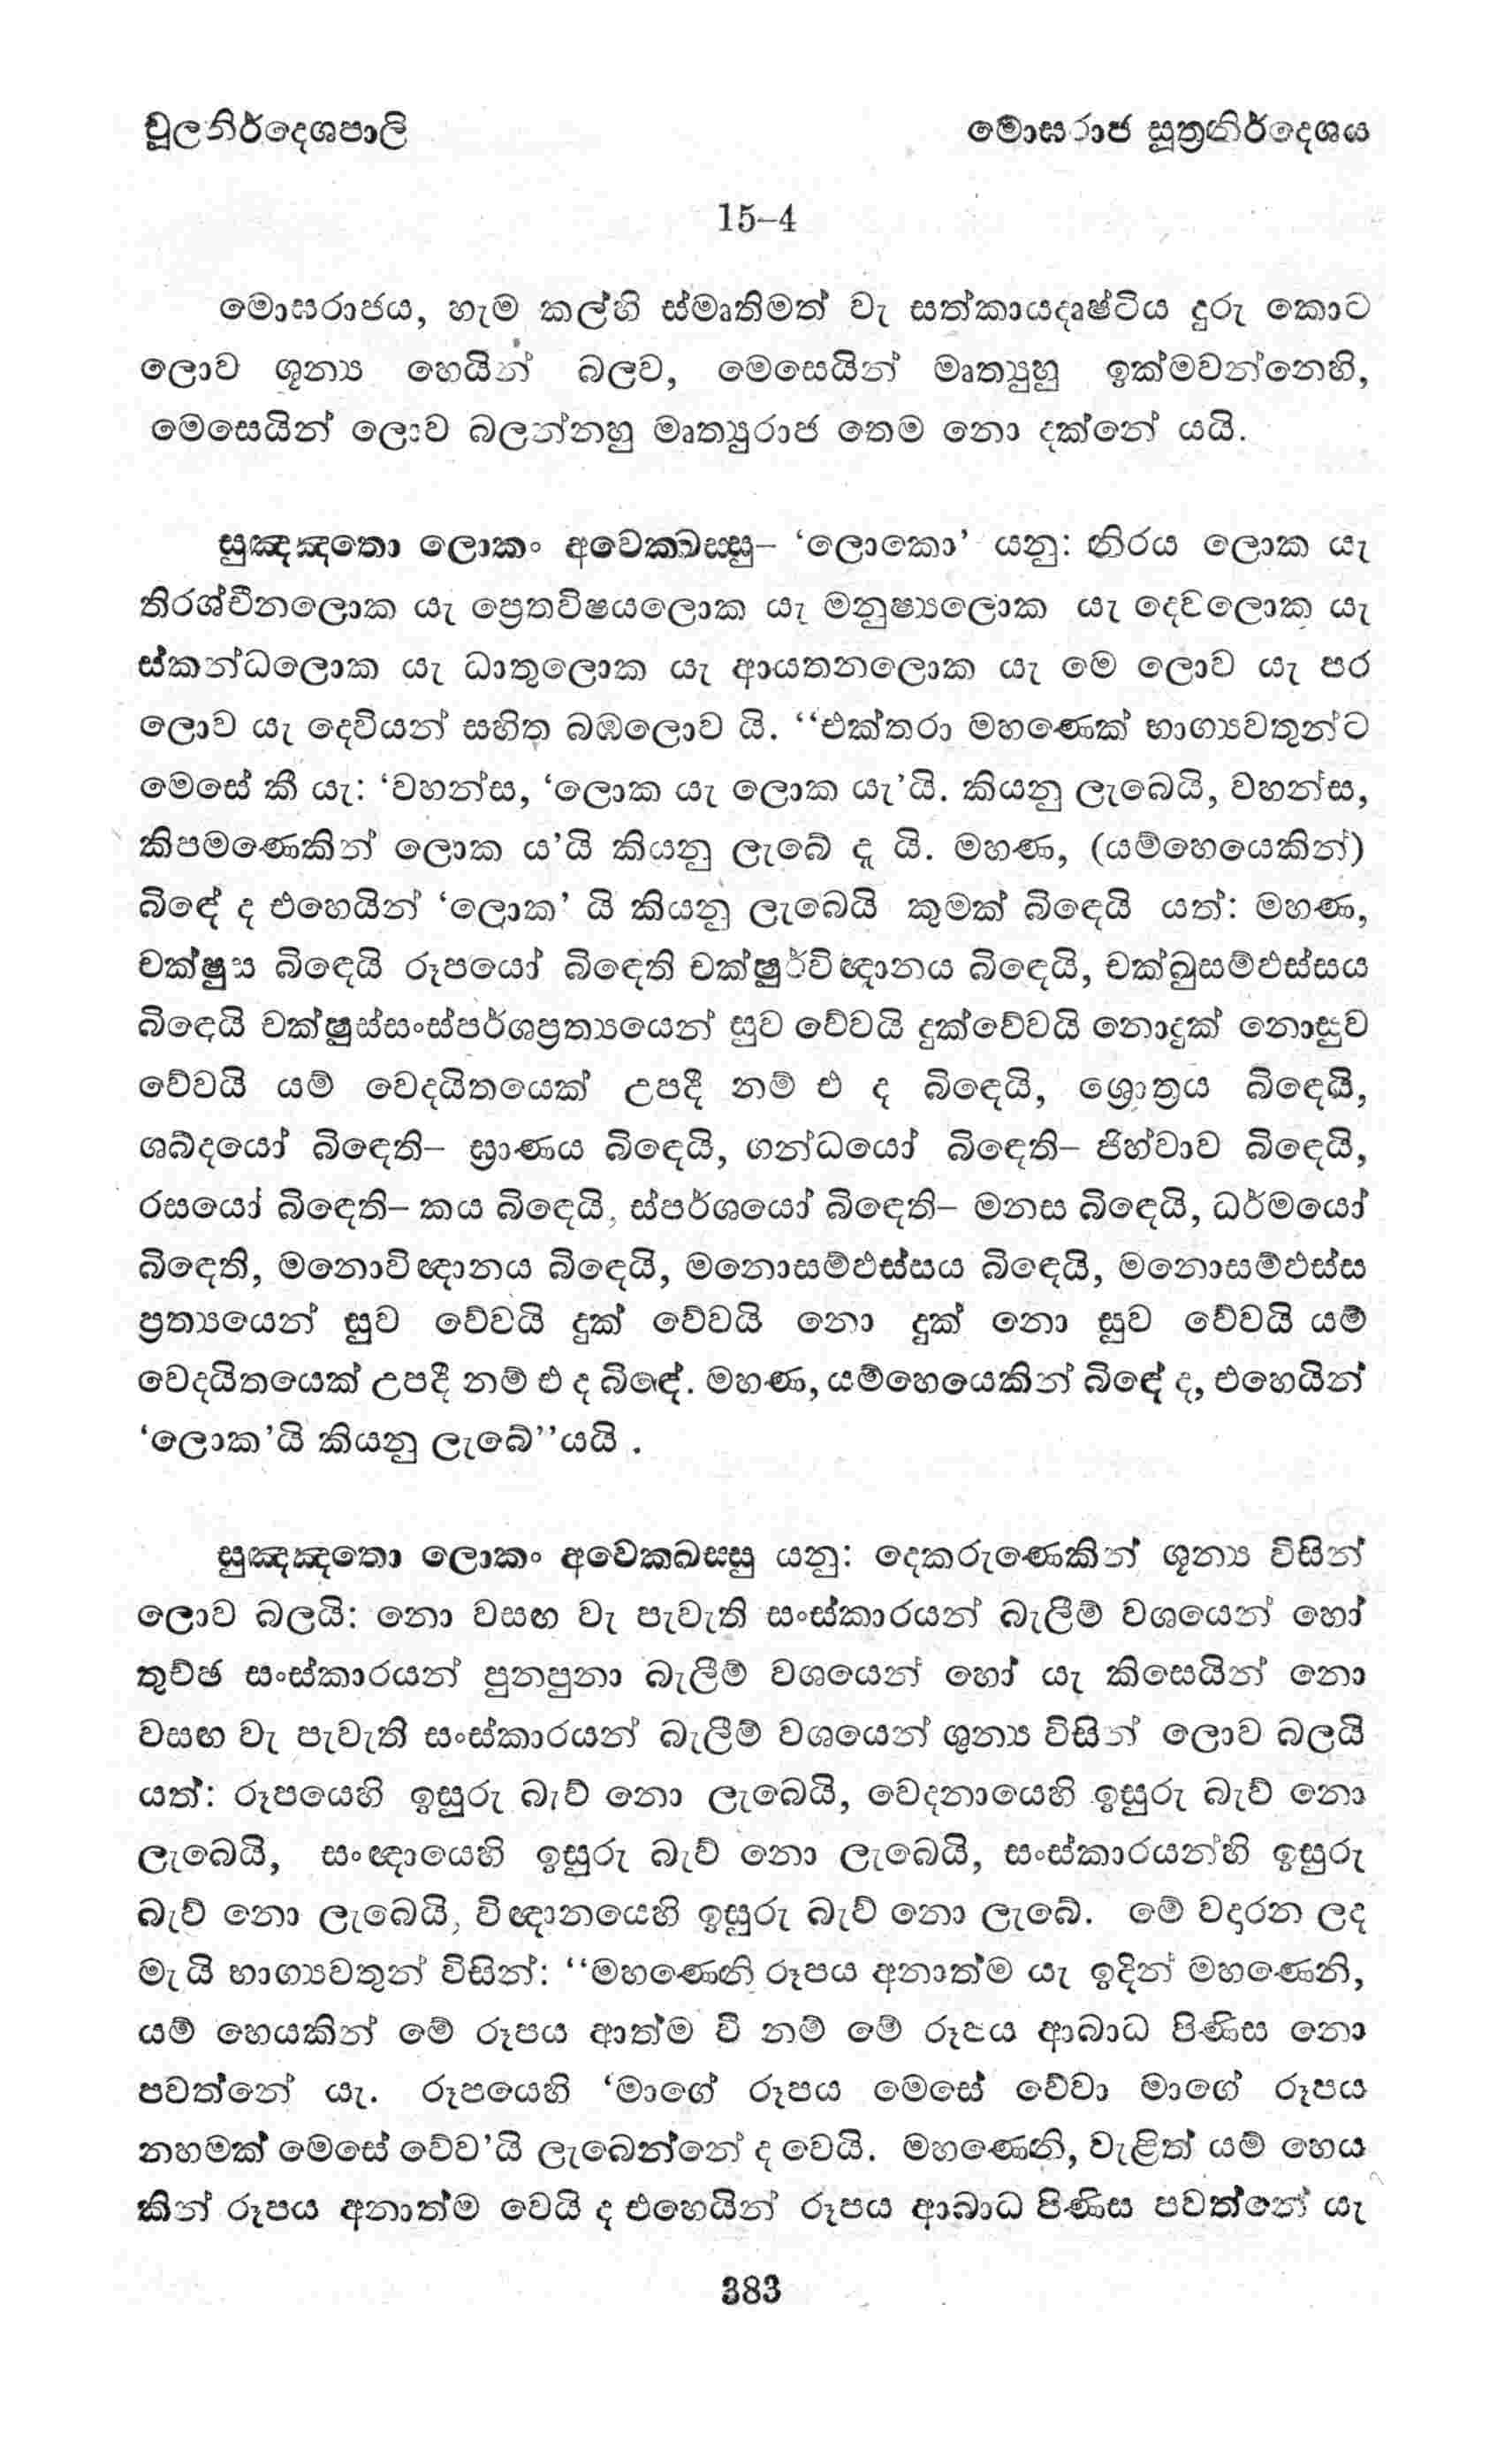 චූලනිර්දෙශපාලි
මොඝරාජ සූත්‍රනිර්දෙශය
15–4
මොඝරාජය, හැම කල්හි ස්මෘතිමත් වැ සත්කායදෘෂ්ටිය දුරු කොට
ලොව ශූන්‍ය හෙයින් බලව, මෙසෙයින් මෘත්‍යුහු ඉක්මවන්නෙහි,
මෙසෙයින් ලොව බලන්නහු මෘත්‍යුරාජ තෙම නො දක්නේ යයි.
සුඤ්ඤතො ලොකං අවෙක්ඛස්සු– ‘ලොකො’ යනු: නිරය ලොක යැ
තිරශ්චීනලොක යැ ප්‍රෙතවිෂයලොක යැ මනුෂ්‍යලොක යැ දෙවලොක යැ
ස්කන්ධලොක යැ ධාතුලොක යැ ආයතනලොක යැ මෙ ලොව යැ පර
ලොව යැ දෙවියන් සහිත බඹලොව යි. “එක්තරා මහණෙක් භාග්‍යවතුන්ට
මෙසේ කී යැ: ‘වහන්ස, ‘ලොක යැ ලොක යැ’යි. කියනු ලැබෙයි, වහන්ස,
කිපමණෙකින් ලොක ය’යි කියනු ලැබේ දැ යි. මහණ, (යම්හෙයෙකින්)
බිඳේ ද එහෙයින් ‘ලොක’ යි කියනු ලැබෙයි කුමක් බිඳෙයි යත්: මහණ,
චක්ෂුස බිඳෙයි රූපයෝ බිඳෙති චක්ෂුර්විඥානය බිඳෙයි, චක්ඛුසම්ඵස්සය
බිඳෙයි චක්ෂුස්සංස්පර්ශප්‍රත්‍යයෙන් සුව වේවයි දුක්වේවයි නොදුක් නොසුව
වේවයි යම් වෙදයිතයෙක් උපදී නම් එ ද බිඳෙයි, ශ්‍රොත්‍රය බිඳෙයි,
ශබ්දයෝ බිඳෙති– ඝ්‍රාණය බිඳෙයි, ගන්ධයෝ බිඳෙති– ජිහ්වාව බිඳෙයි,
රසයෝ බිඳෙති– කය බිඳෙයි, ස්පර්ශයෝ බිඳෙති– මනස බිඳෙයි, ධර්මයෝ
බිඳෙති, මනොවිඥානය බිඳෙයි, මනොසම්ඵස්සය බිඳෙයි, මනොසම්ඵස්ස
ප්‍රත්‍යයෙන් සුව වේවයි දුක් වේවයි නො දුක් නො සුව වේවයි යම්
වෙදයිතයෙක් උපදී නම් එ ද බිඳේ. මහණ, යම්හෙයෙකින් බිඳේ ද, එහෙයින්
‘ලොක’යි කියනු ලැබේ”යයි .
සුඤ්ඤතො ලොකං අවෙක්ඛස්සු යනු: දෙකරුණෙකින් ශූන්‍ය විසින්
ලොව බලයි: නො වසඟ වැ පැවැති සංස්කාරයන් බැලීම් වශයෙන් හෝ
තුච්ඡ සංස්කාරයන් පුනපුනා බැලීම් වශයෙන් හෝ යැ කිසෙයින් නො
වසඟ වැ පැවැති සංස්කාරයන් බැලීම් වශයෙන් ශුන්‍ය විසින් ලොව බලයි
යත්: රූපයෙහි ඉසුරු බැව් නො ලැබෙයි, වෙදනායෙහි ඉසුරු බැව් නො
ලැබෙයි, සංඥායෙහි ඉසුරු බැව් නො ලැබෙයි, සංස්කාරයන්හි ඉසුරු
බැව් නො ලැබෙයි, විඥානයෙහි ඉසුරු බැව් නො ලැබේ. මේ වදරන ලද
මැ යි භාග්‍යවතුන් විසින්: “මහණෙනි රූපය අනාත්ම යැ ඉදින් මහණෙනි,
යම් හෙයකින් මේ රූපය ආත්ම වී නම් මේ රූපය ආබාධ පිණිස නො
පවත්නේ යැ. රූපයෙහි ‘මාගේ රූපය මෙසේ වේවා මාගේ රූපය
නහමක් මෙසේ වේව’යි ලැබෙන්නේ ද වෙයි. මහණෙනි, වැළිත් යම් හෙය
කින් රූපය අනාත්ම වෙයි ද එහෙයින් රූපය ආබාධ පිණිස පවත්නේ යැ
383